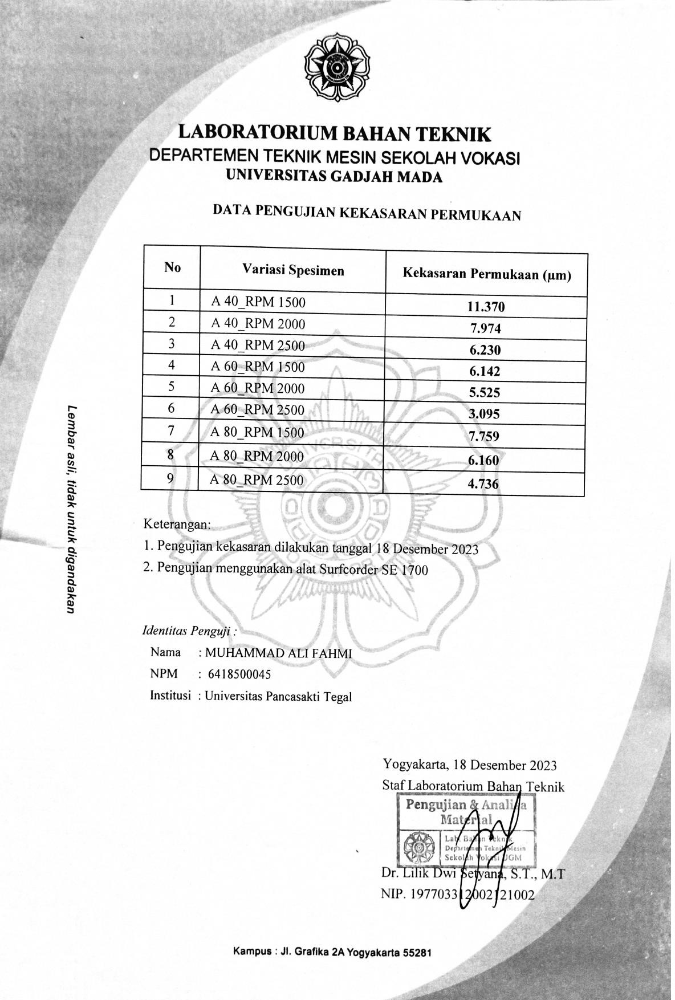 LABORATORIUM BAHAN TEKNIK
DEPARTEMEN TEKNIK MESIN SEKOLAH VOKASI
UNIVERSITAS GADJAH MADA
DATA PENGUJIAN KEKASARAN PERMUKAAN
No Variasi Spesimen Kekasaran Permukaan (µm)
1 A 40_RPM 1500 11.370
2 A 40_RPM 2000 7.974
3 A 40_RPM 2500 6.230
4 A 60_RPM 1500 6.142
5 A 60_RPM 2000 5.525
6 A 60_RPM 2500 3.095
7 A 80_RPM 1500 7.759
8 A 80_RPM 2000 6.160
9 A 80_RPM 2500 4.736
Lembar asli, tidak untuk digandakan
Keterangan:
1. Pengujian kekasaran dilakukan tanggal 18 Desember 2023
2. Pengujian menggunakan alat Surfcorder SE 1700
Identitas Penguji :
Nama : MUHAMMAD ALI FAHMI
NPM : 6418500045
Institusi : Universitas Pancasakti Tegal
Yogyakarta, 18 Desember 2023
Staf Laboratorium Bahan Teknik
Pengujian & Analisa
Material
Lab. Bahan Teknik
Departemen Teknik Mesin
Sekolah Vokasi UGM
Dr. Lilik Dwi Setyana, S.T., M.T
NIP. 197703312002121002
Kampus : Jl. Grafika 2A Yogyakarta 55281